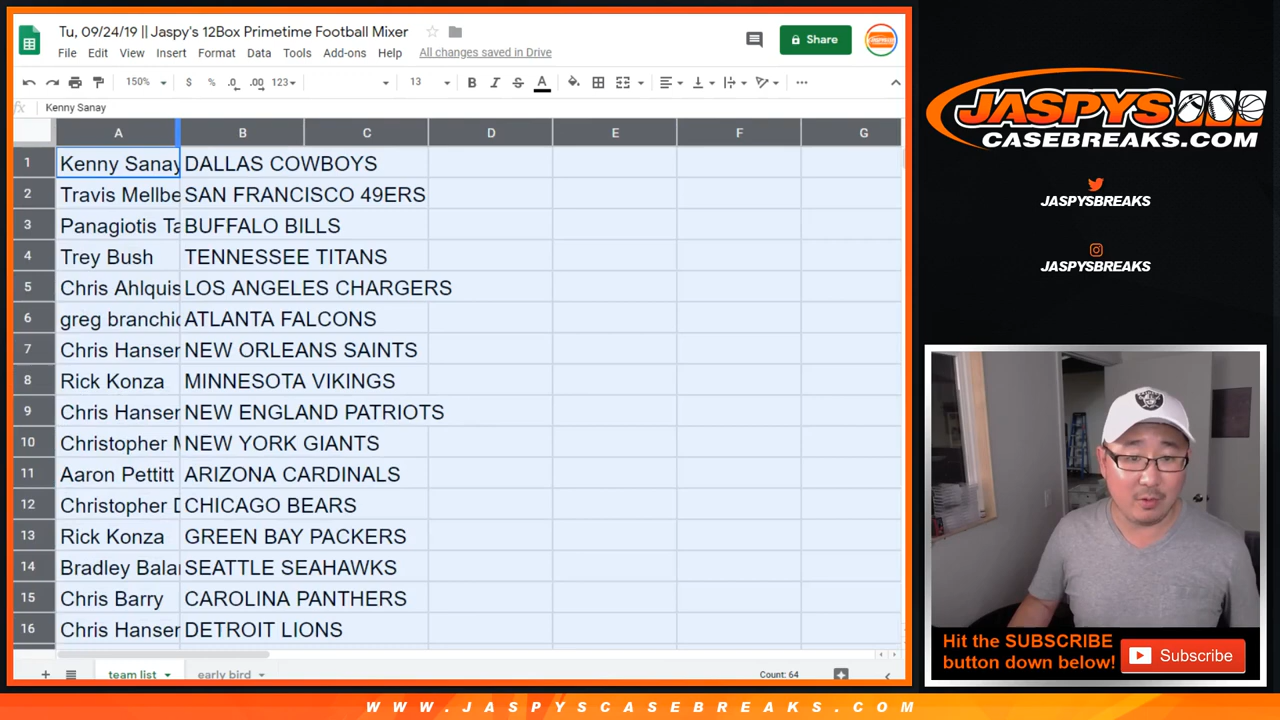 Tu, 09/24/19 || Jaspy's 12Box Primetime Football Mixer
File Edit View Insert Format Data Tools Add-ons Help All changes saved in Drive
Share
150% $ % .0 .00 123 13 B I S A
fx Kenny Sanay
A B C D E F G
1 Kenny Sanay DALLAS COWBOYS
2 Travis Mellbe SAN FRANCISCO 49ERS
3 Panagiotis Ta BUFFALO BILLS
4 Trey Bush TENNESSEE TITANS
5 Chris Ahlquis LOS ANGELES CHARGERS
6 greg branchic ATLANTA FALCONS
7 Chris Hansen NEW ORLEANS SAINTS
8 Rick Konza MINNESOTA VIKINGS
9 Chris Hansen NEW ENGLAND PATRIOTS
10 Christopher M NEW YORK GIANTS
11 Aaron Pettitt ARIZONA CARDINALS
12 Christopher D CHICAGO BEARS
13 Rick Konza GREEN BAY PACKERS
14 Bradley Balar SEATTLE SEAHAWKS
15 Chris Barry CAROLINA PANTHERS
16 Chris Hansen DETROIT LIONS
team list early bird Count: 64
JASPYS
CASEBREAKS.COM
JASPYSBREAKS
JASPYSBREAKS
Hit the SUBSCRIBE
button down below!
Subscribe
WWW.JASPYSCASEBREAKS.COM